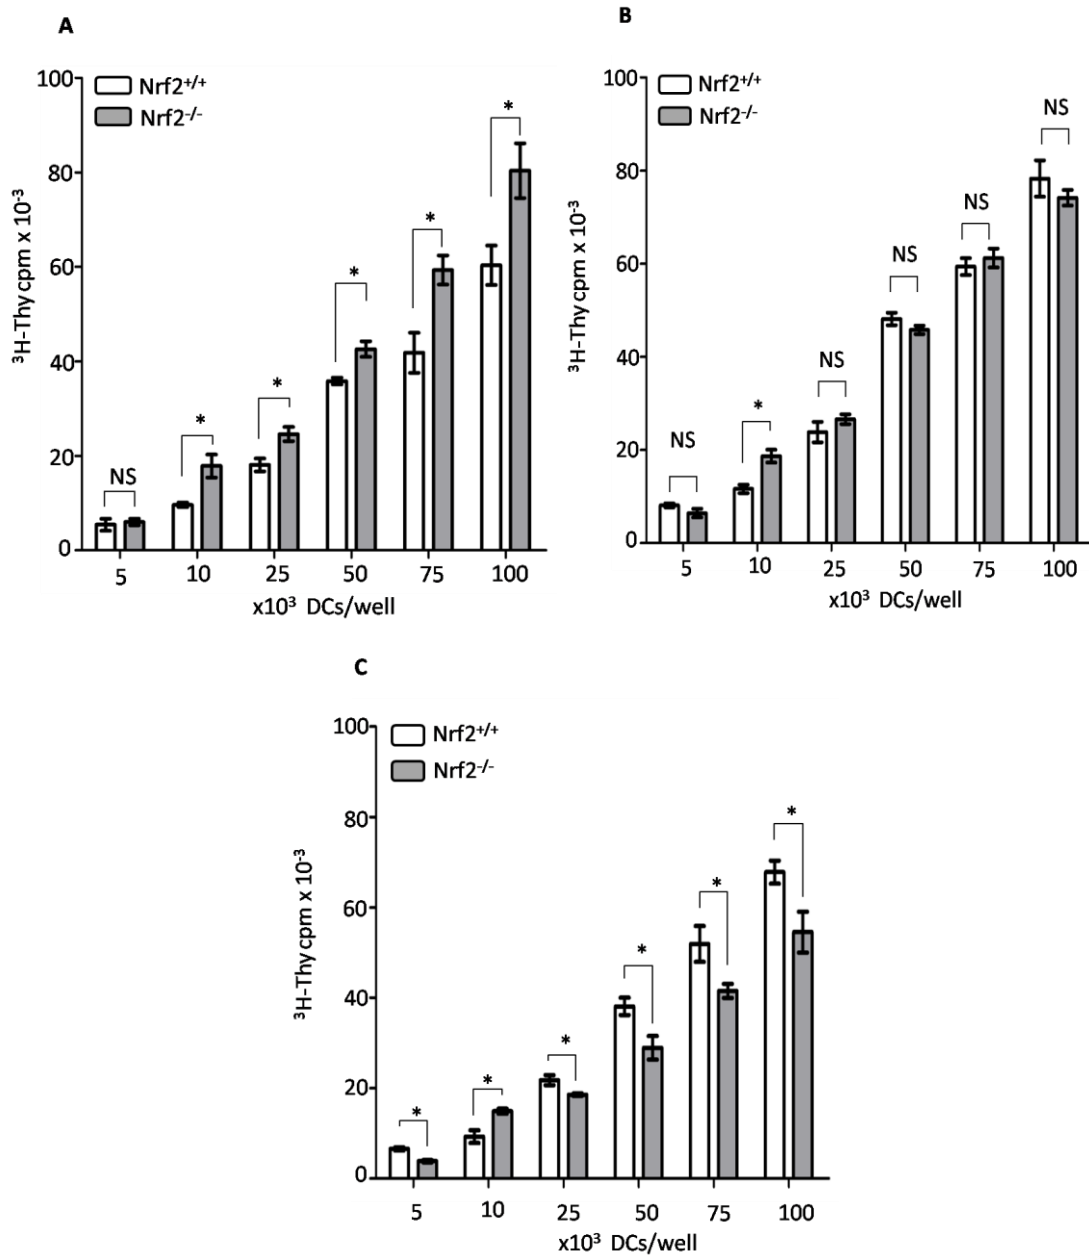 A
Nrf2⁺/⁺
Nrf2⁻/⁻
³H-Thy cpm x 10⁻³
100
80
60
40
20
0
NS
*
*
*
*
*
5 10 25 50 75 100
x10³ DCs/well
B
Nrf2⁺/⁺
Nrf2⁻/⁻
³H-Thy cpm x 10⁻³
100
80
60
40
20
0
NS
*
NS
NS
NS
NS
5 10 25 50 75 100
x10³ DCs/well
C
Nrf2⁺/⁺
Nrf2⁻/⁻
³H-Thy cpm x 10⁻³
100
80
60
40
20
0
*
*
*
*
*
*
5 10 25 50 75 100
x10³ DCs/well